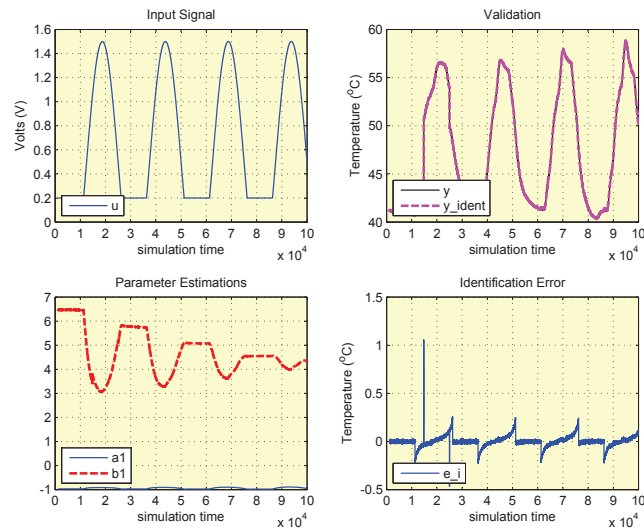 Input Signal
1.6
1.4
1.2
1
0.8
0.6
0.4
0.2
0
Volts (V)
u
0 1 2 3 4 5 6 7 8 9 10
simulation time
x 10^4
Validation
60
55
50
45
40
Temperature (°C)
y
y_ident
0 1 2 3 4 5 6 7 8 9 10
simulation time
x 10^4
Parameter Estimations
7
6
5
4
3
2
1
0
-1
a1
b1
0 1 2 3 4 5 6 7 8 9 10
simulation time
x 10^4
Identification Error
1.5
1
0.5
0
-0.5
Temperature (°C)
e_i
0 1 2 3 4 5 6 7 8 9 10
simulation time
x 10^4